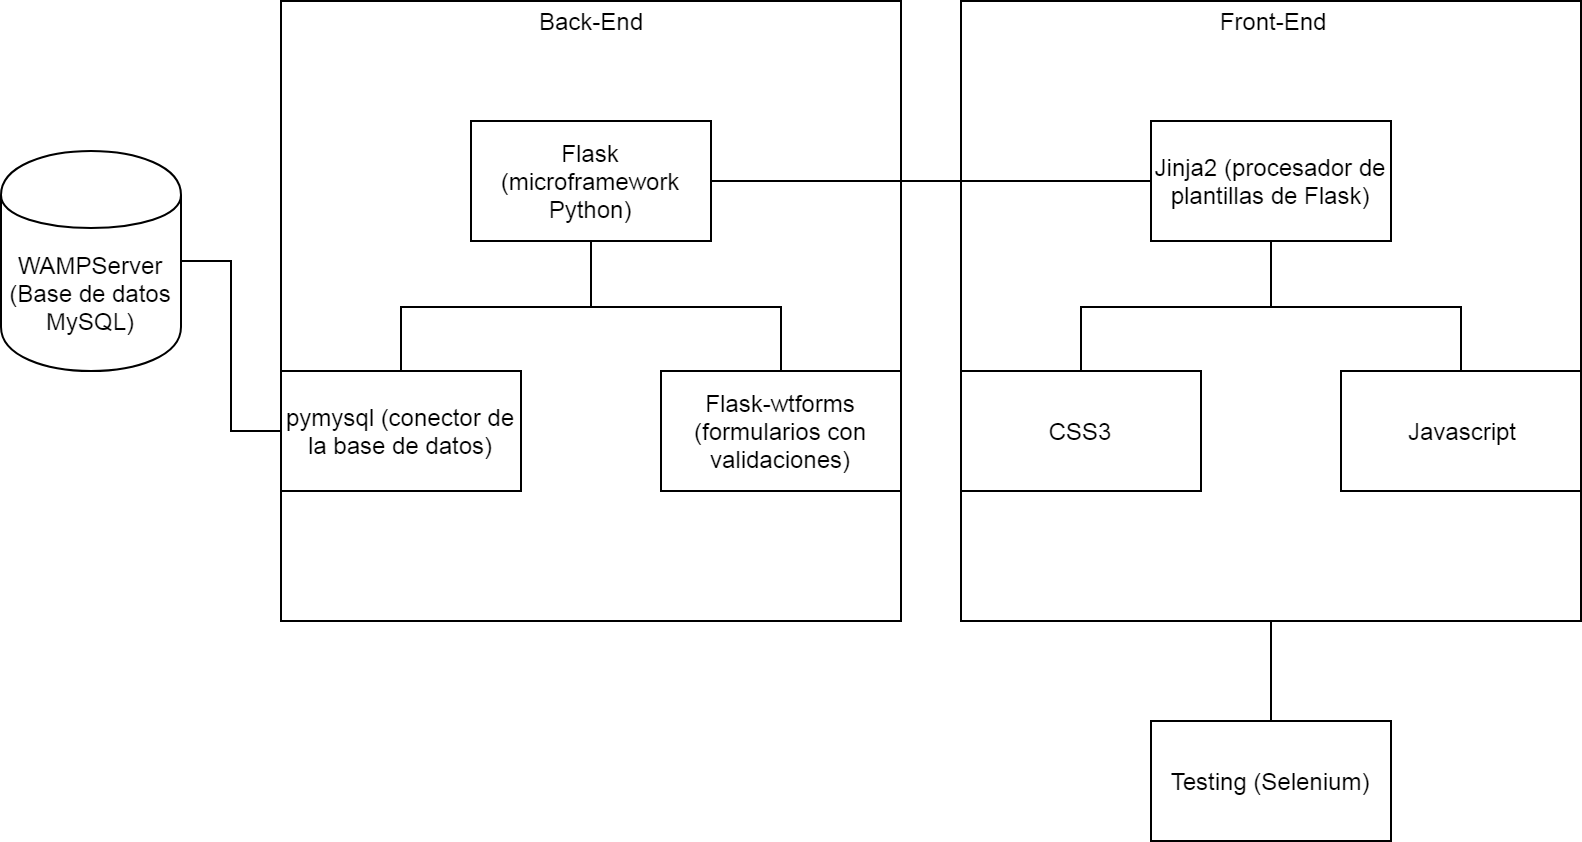 Back-End
Front-End
Flask
(microframework
Python)
Jinja2 (procesador de
plantillas de Flask)
WAMPServer
(Base de datos
MySQL)
pymysql (conector de
la base de datos)
Flask-wtforms
(formularios con
validaciones)
CSS3
Javascript
Testing (Selenium)